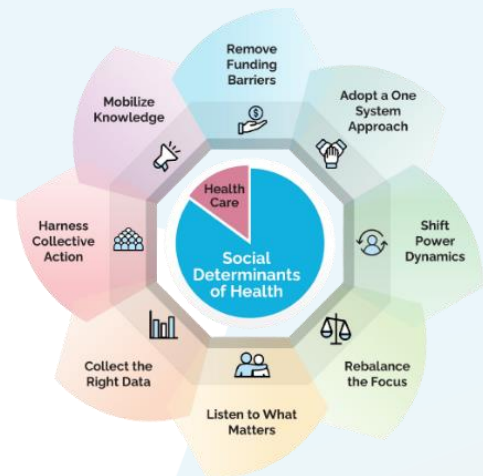 Remove
Funding
Barriers
Adopt a One
System
Approach
Shift
Power
Dynamics
Rebalance
the Focus
Listen to What
Matters
Collect the
Right Data
Harness
Collective
Action
Mobilize
Knowledge
$
Health
Care
Social
Determinants
of Health